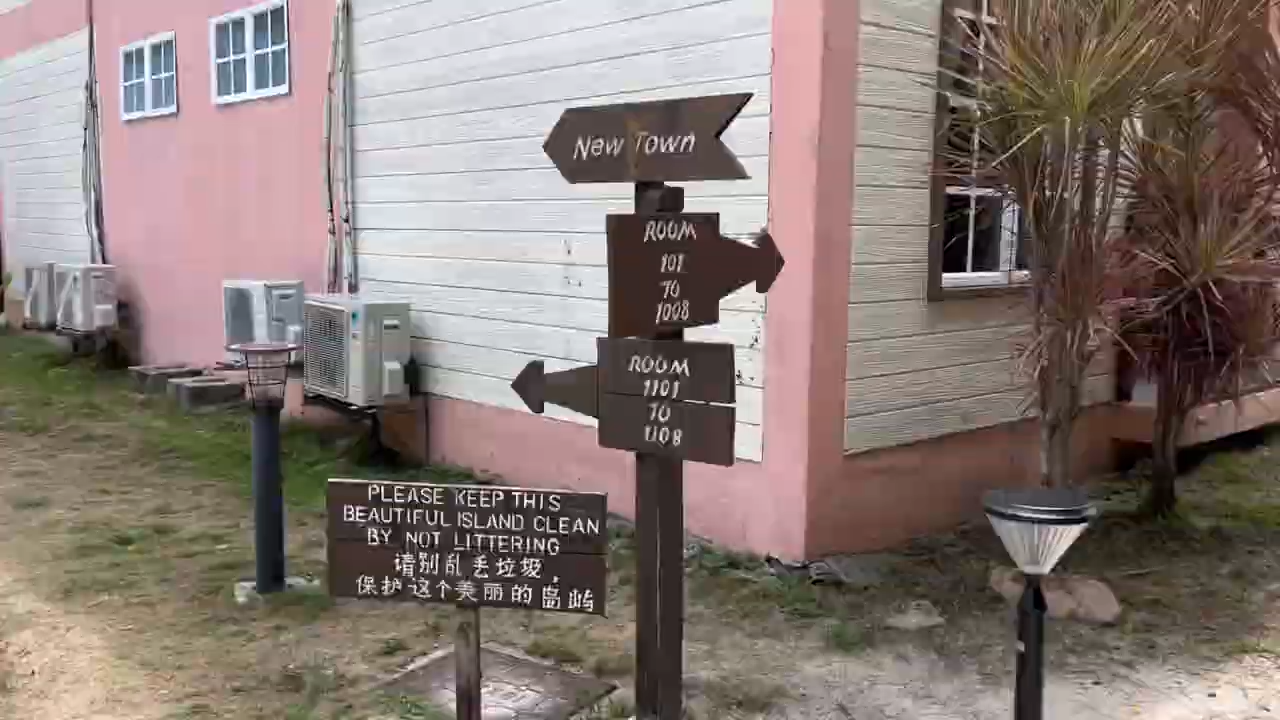 New Town
ROOM
101
TO
1008
ROOM
1101
TO
1108
PLEASE KEEP THIS
BEAUTIFUL ISLAND CLEAN
BY NOT LITTERING
请别乱丢垃圾,
保护这个美丽的岛屿